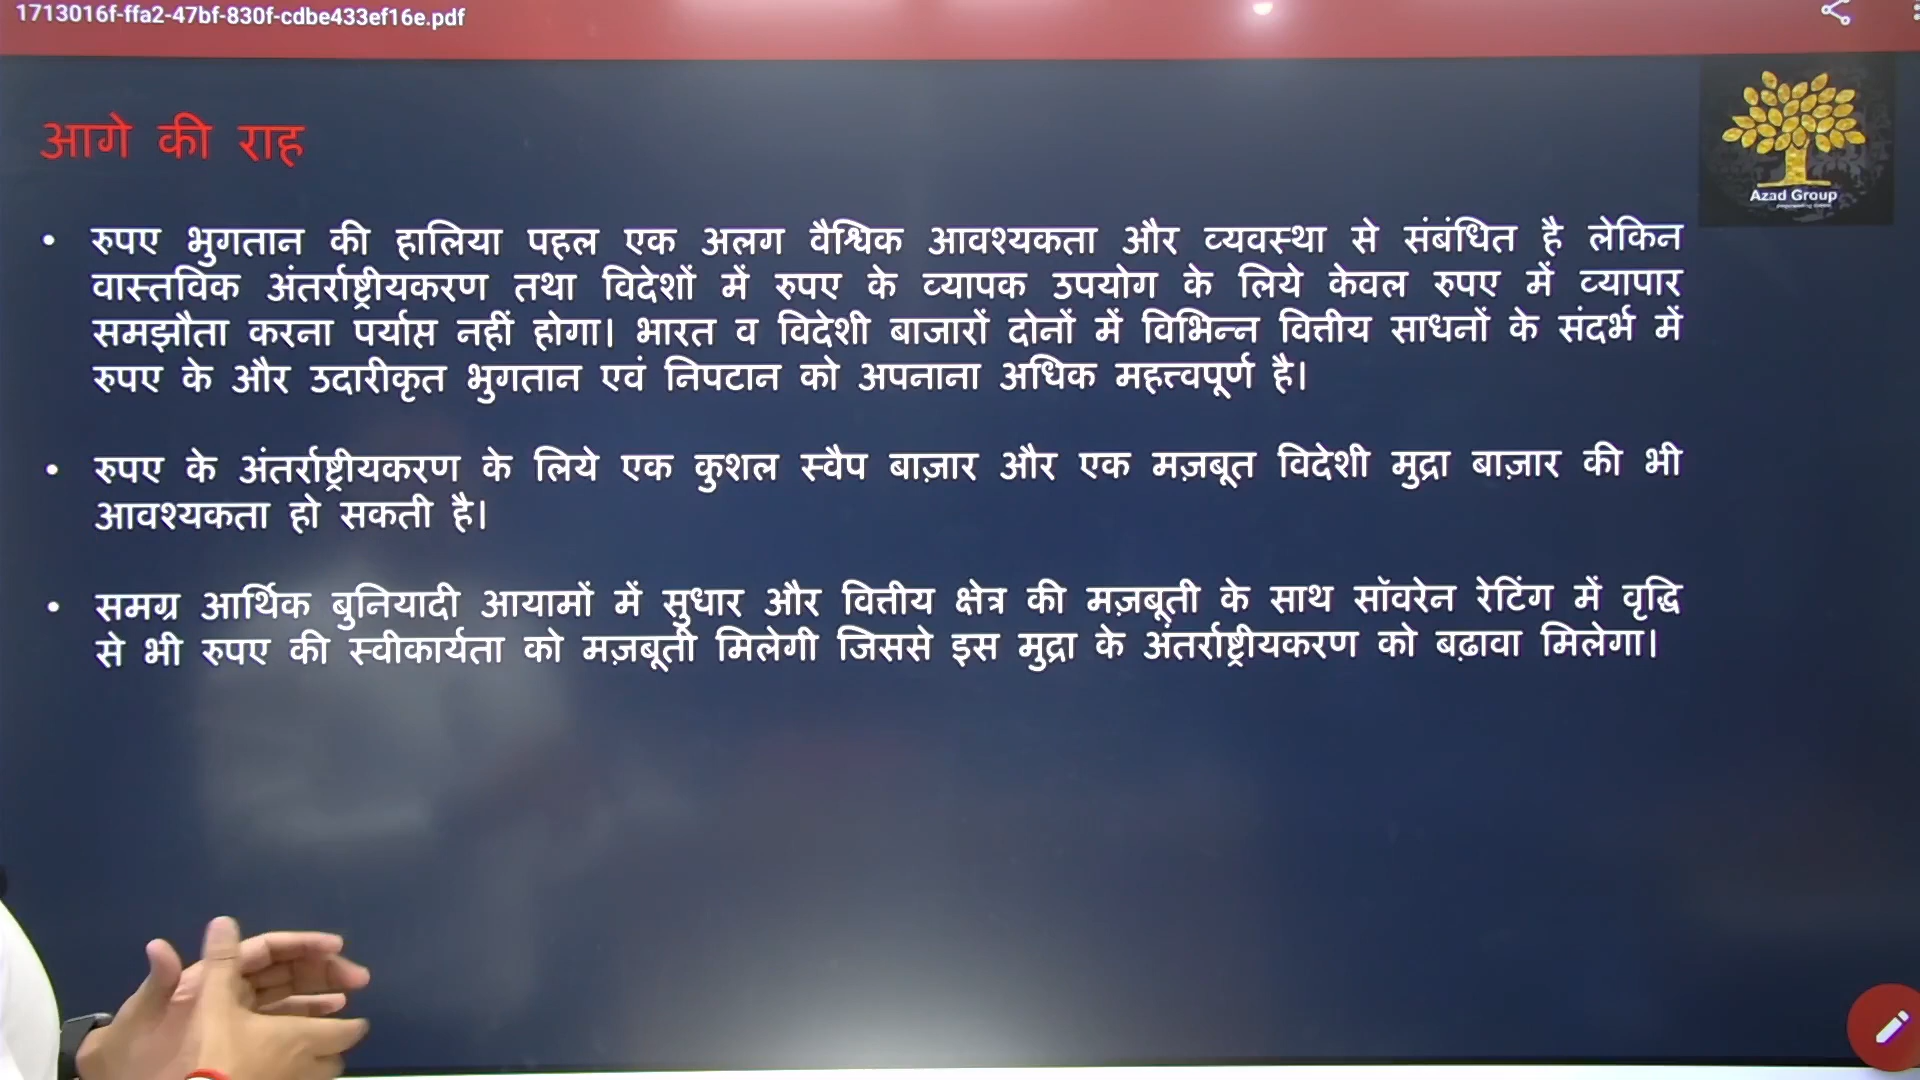 1713016f-ffa2-47bf-830f-cdbe433ef16e.pdf
Azad Group
आगे की राह
• रुपए भुगतान की हालिया पहल एक अलग वैश्विक आवश्यकता और व्यवस्था से संबंधित है लेकिन
वास्तविक अंतर्राष्ट्रीयकरण तथा विदेशों में रुपए के व्यापक उपयोग के लिये केवल रुपए में व्यापार
समझौता करना पर्याप्त नहीं होगा। भारत व विदेशी बाजारों दोनों में विभिन्न वित्तीय साधनों के संदर्भ में
रुपए के और उदारीकृत भुगतान एवं निपटान को अपनाना अधिक महत्त्वपूर्ण है।
• रुपए के अंतर्राष्ट्रीयकरण के लिये एक कुशल स्वैप बाज़ार और एक मज़बूत विदेशी मुद्रा बाज़ार की भी
आवश्यकता हो सकती है।
• समग्र आर्थिक बुनियादी आयामों में सुधार और वित्तीय क्षेत्र की मज़बूती के साथ सॉवरेन रेटिंग में वृद्धि
से भी रुपए की स्वीकार्यता को मज़बूती मिलेगी जिससे इस मुद्रा के अंतर्राष्ट्रीयकरण को बढ़ावा मिलेगा।